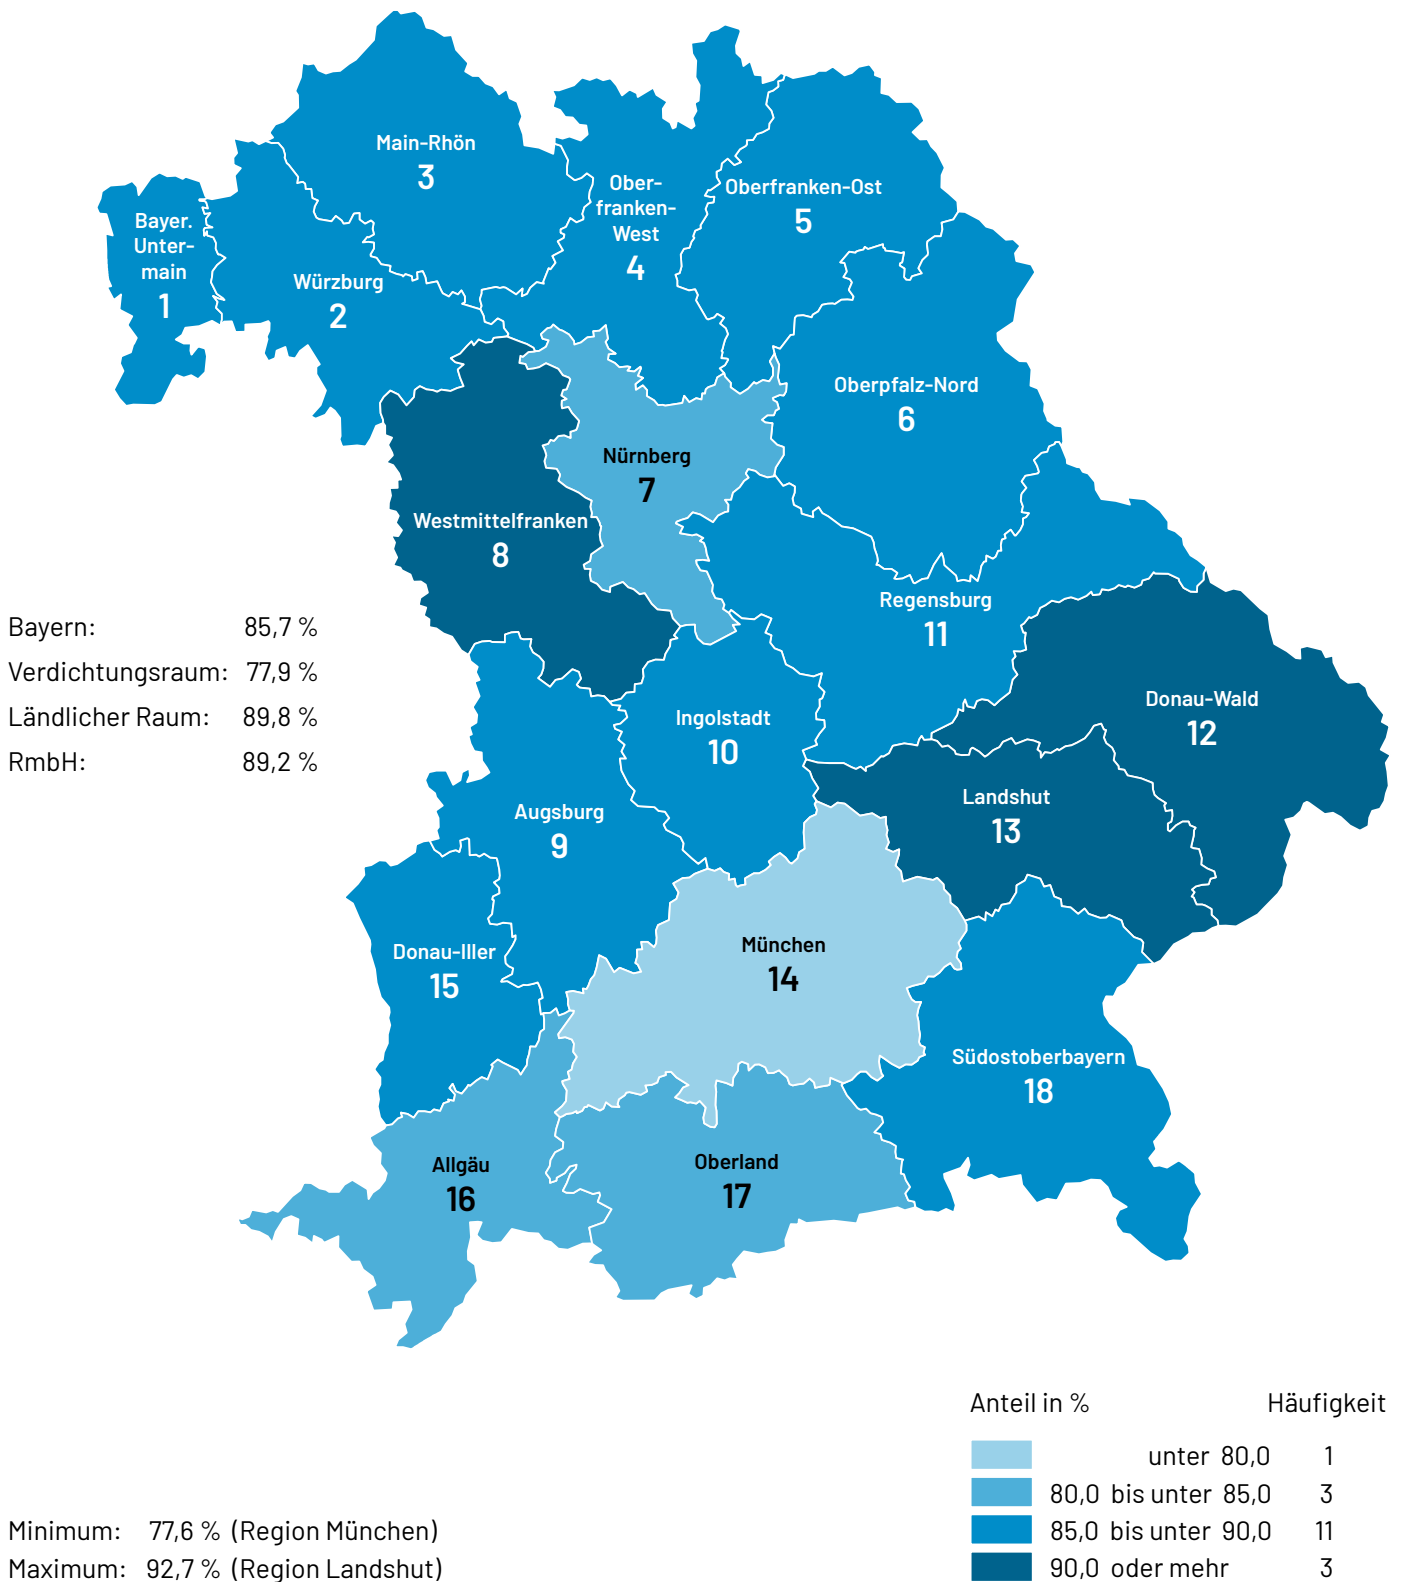 Main-Rhön
3
Ober-
franken-
West
4
Oberfranken-Ost
5
Bayer.
Unter-
main
1
Würzburg
2
Oberpfalz-Nord
6
Nürnberg
7
Westmittelfranken
8
Regensburg
11
Bayern: 85,7 %
Verdichtungsraum: 77,9 %
Ländlicher Raum: 89,8 %
RmbH: 89,2 %
Donau-Wald
12
Ingolstadt
10
Landshut
13
Augsburg
9
München
14
Donau-Iller
15
Südostoberbayern
18
Allgäu
16
Oberland
17
Anteil in % Häufigkeit
unter 80,0 1
80,0 bis unter 85,0 3
85,0 bis unter 90,0 11
90,0 oder mehr 3
Minimum: 77,6 % (Region München)
Maximum: 92,7 % (Region Landshut)